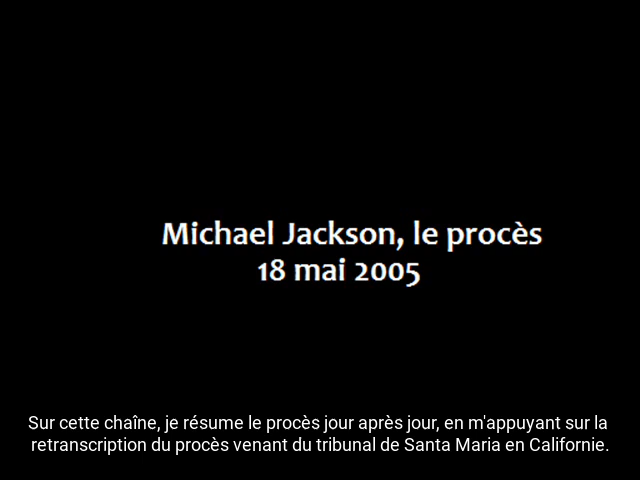 Michael Jackson, le procès
18 mai 2005
Sur cette chaîne, je résume le procès jour après jour, en m'appuyant sur la
retranscription du procès venant du tribunal de Santa Maria en Californie.